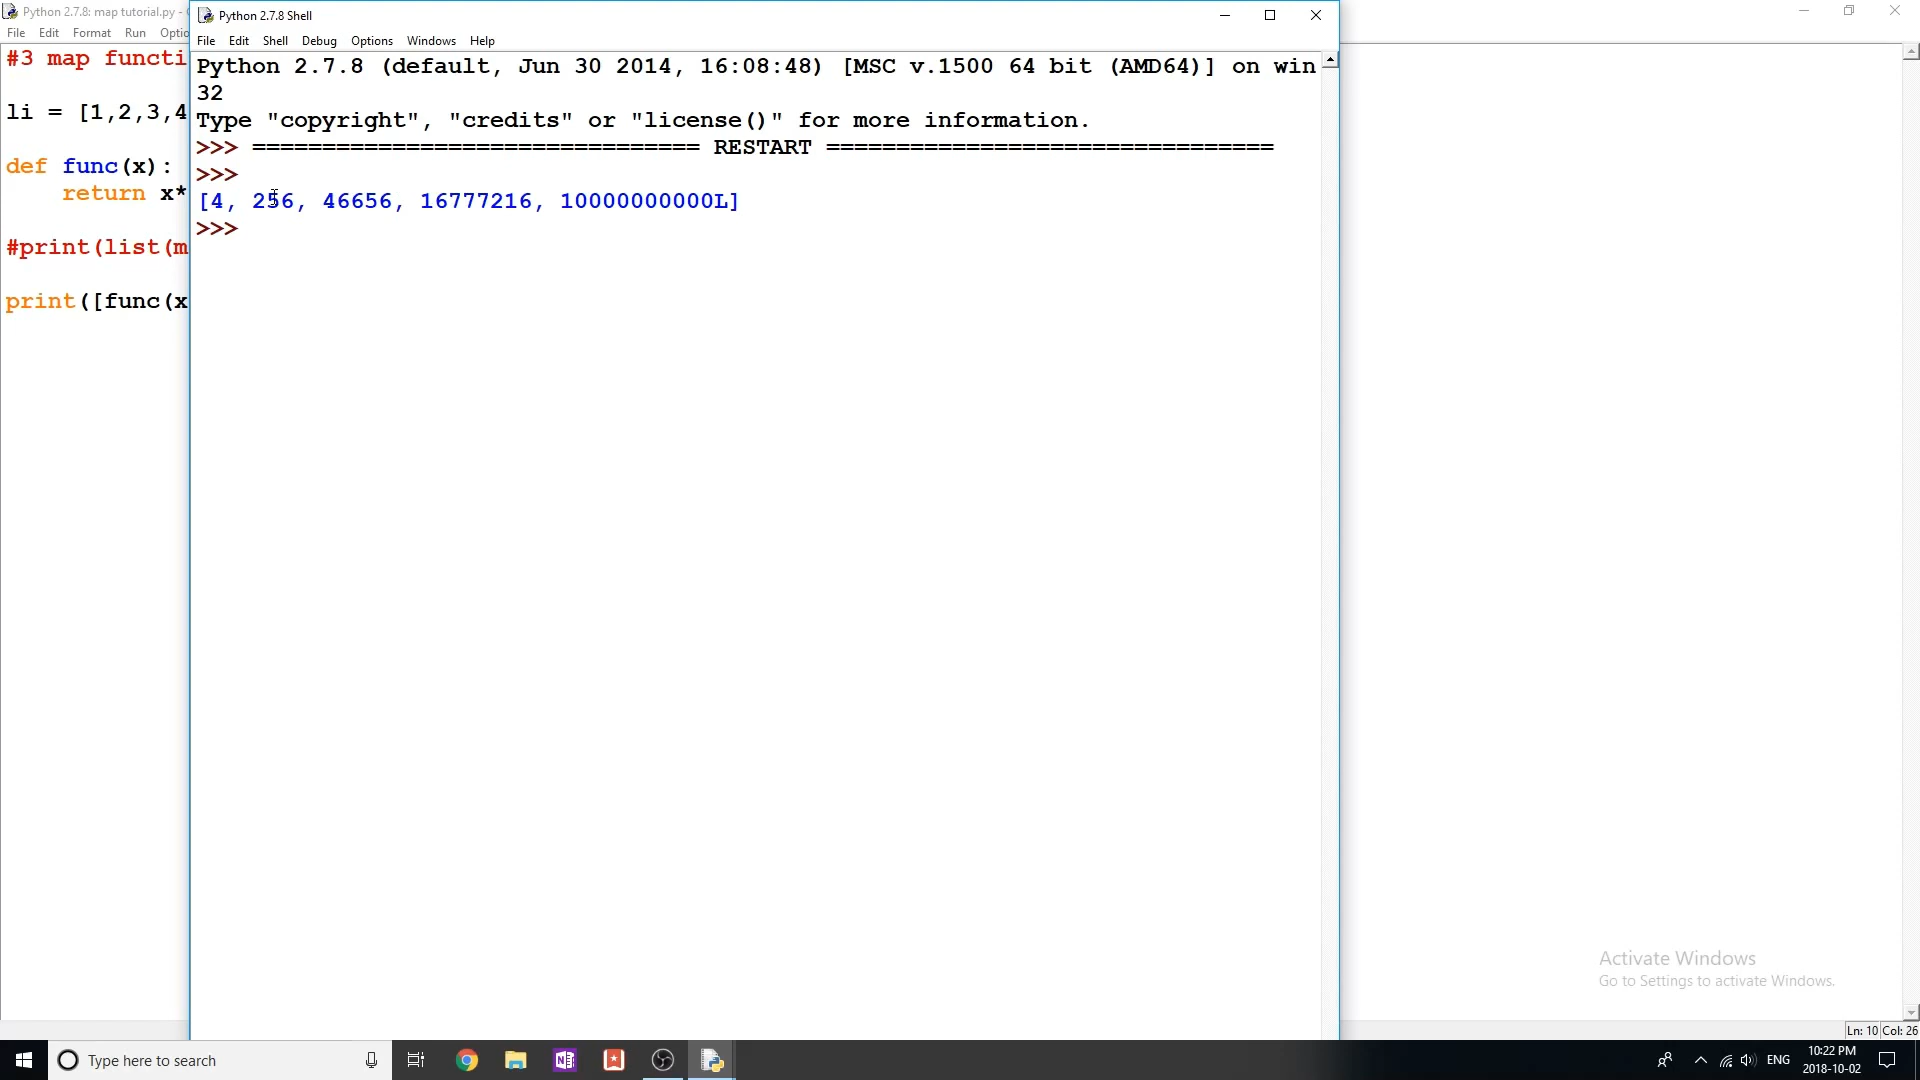 Python 2.7.8: map tutorial.py -
File Edit Format Run Optio
#3 map functi
li = [1,2,3,4
def func(x):
return x*
#print(list(m
print([func(x
Python 2.7.8 Shell
File Edit Shell Debug Options Windows Help
Python 2.7.8 (default, Jun 30 2014, 16:08:48) [MSC v.1500 64 bit (AMD64)] on win
32
Type "copyright", "credits" or "license()" for more information.
>>> ================================ RESTART ================================
>>>
[4, 256, 46656, 16777216, 10000000000L]
>>>
Activate Windows
Go to Settings to activate Windows.
Ln: 10 Col: 26
Type here to search
ENG
10:22 PM
2018-10-02